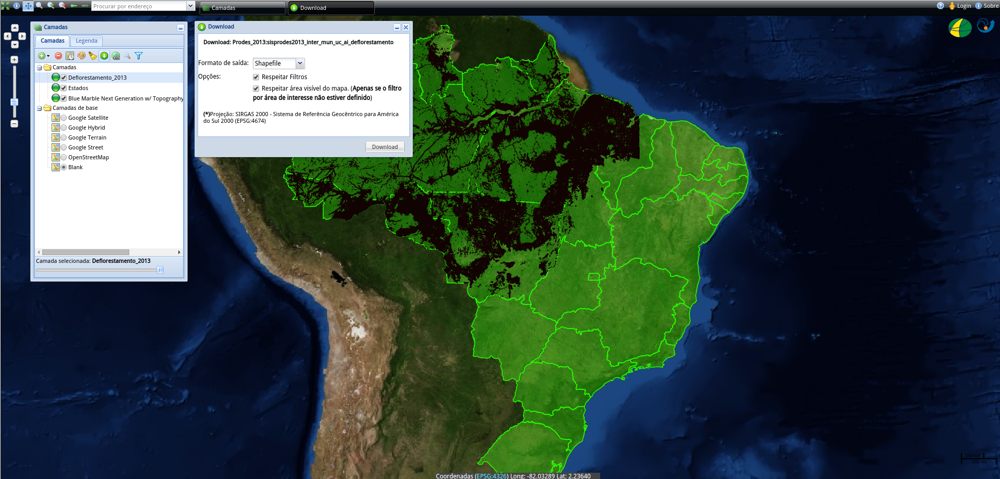 Procurar por endereço
Camadas
Download
Login
Sobre
Camadas
Camadas
Legenda
Camadas
Deflorestamento_2013
Estados
Blue Marble Next Generation w/ Topography
Camadas de base
Google Satellite
Google Hybrid
Google Terrain
Google Street
OpenStreetMap
Blank
Camada selecionada: Deflorestamento_2013
Download
Download: Prodes_2013:sisprodes2013_inter_mun_uc_ai_deflorestamento
Formato de saída: Shapefile
Opções: Respeitar Filtros
Respeitar área visível do mapa. (Apenas se o filtro
por área de interesse não estiver definido)
(*)Projeção: SIRGAS 2000 - Sistema de Referência Geocêntrico para América
do Sul 2000 (EPSG:4674)
Download
200 km
200 mi
Coordenadas (EPSG:4326) Long: -82.03289 Lat: 2.23640